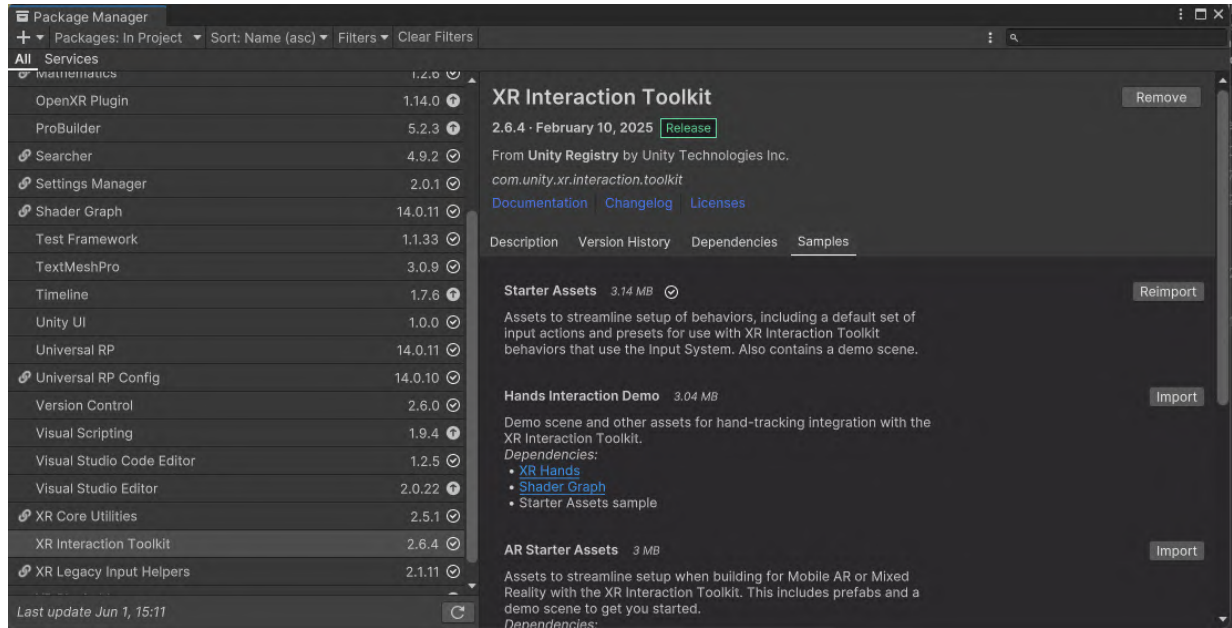 Package Manager
+ Packages: In Project Sort: Name (asc) Filters Clear Filters
All Services
Mathematics 1.2.6
OpenXR Plugin 1.14.0
ProBuilder 5.2.3
Searcher 4.9.2
Settings Manager 2.0.1
Shader Graph 14.0.11
Test Framework 1.1.33
TextMeshPro 3.0.9
Timeline 1.7.6
Unity UI 1.0.0
Universal RP 14.0.11
Universal RP Config 14.0.10
Version Control 2.6.0
Visual Scripting 1.9.4
Visual Studio Code Editor 1.2.5
Visual Studio Editor 2.0.22
XR Core Utilities 2.5.1
XR Interaction Toolkit 2.6.4
XR Legacy Input Helpers 2.1.11
Last update Jun 1, 15:11
XR Interaction Toolkit Remove
2.6.4 · February 10, 2025 Release
From Unity Registry by Unity Technologies Inc.
com.unity.xr.interaction.toolkit
Documentation Changelog Licenses
Description Version History Dependencies Samples
Starter Assets 3.14 MB Reimport
Assets to streamline setup of behaviors, including a default set of
input actions and presets for use with XR Interaction Toolkit
behaviors that use the Input System. Also contains a demo scene.
Hands Interaction Demo 3.04 MB Import
Demo scene and other assets for hand-tracking integration with the
XR Interaction Toolkit.
Dependencies:
• XR Hands
• Shader Graph
• Starter Assets sample
AR Starter Assets 3 MB Import
Assets to streamline setup when building for Mobile AR or Mixed
Reality with the XR Interaction Toolkit. This includes prefabs and a
demo scene to get you started.
Dependencies: